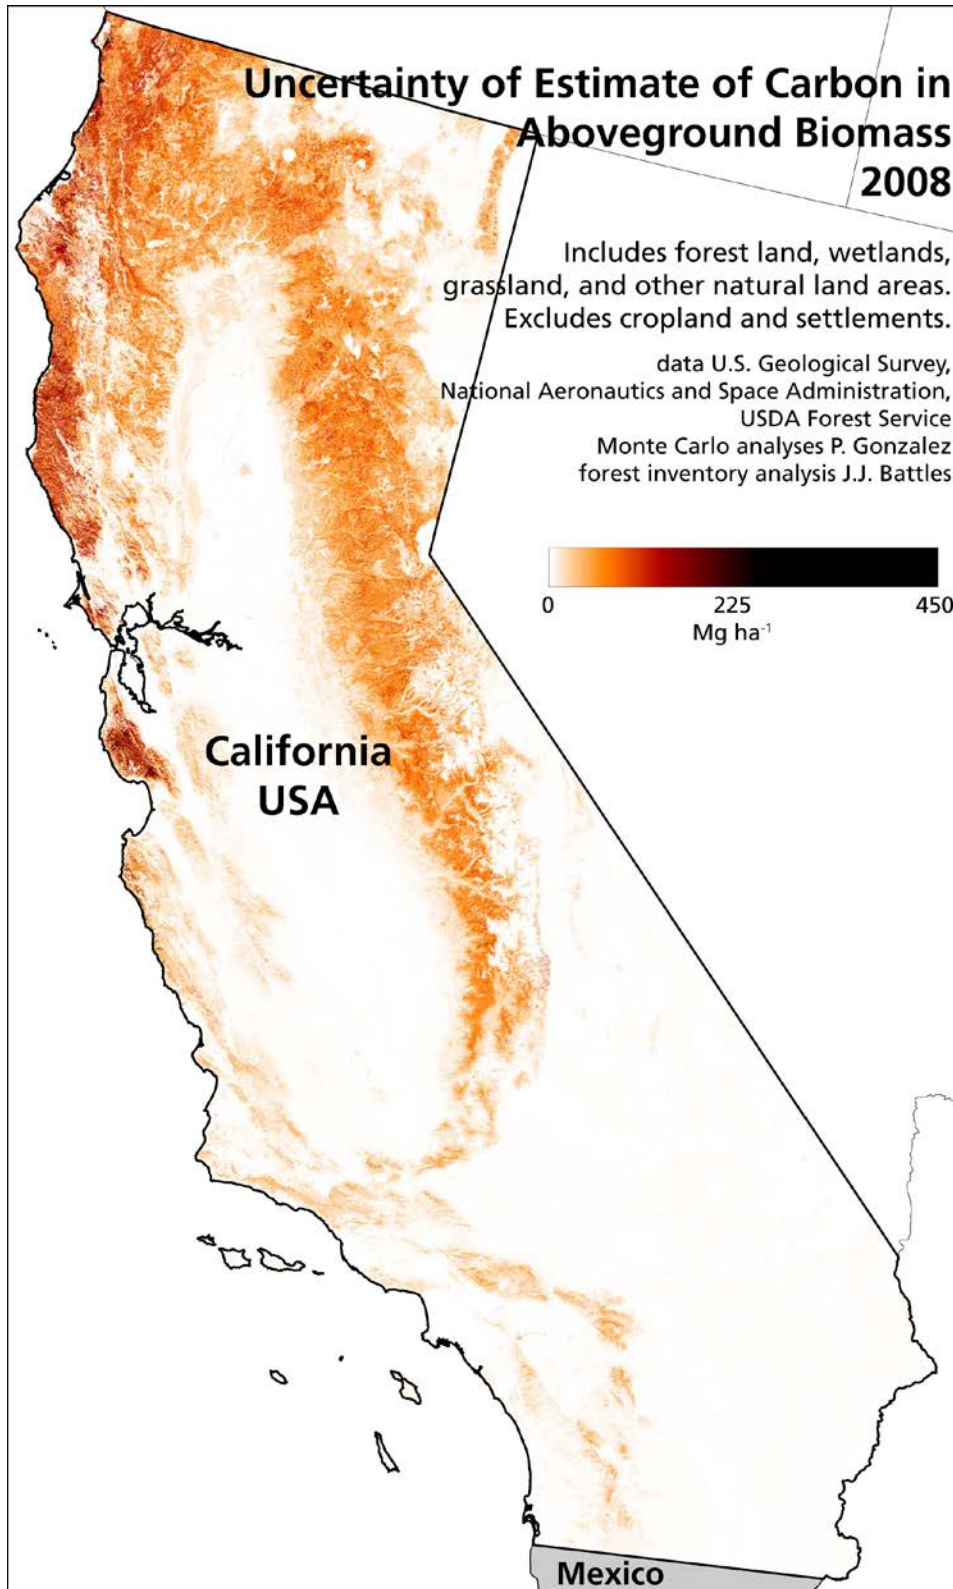 Uncertainty of Estimate of Carbon in
Aboveground Biomass
2008
Includes forest land, wetlands,
grassland, and other natural land areas.
Excludes cropland and settlements.
data U.S. Geological Survey,
National Aeronautics and Space Administration,
USDA Forest Service
Monte Carlo analyses P. Gonzalez
forest inventory analysis J.J. Battles
0 225 450
Mg ha⁻¹
California
USA
Mexico